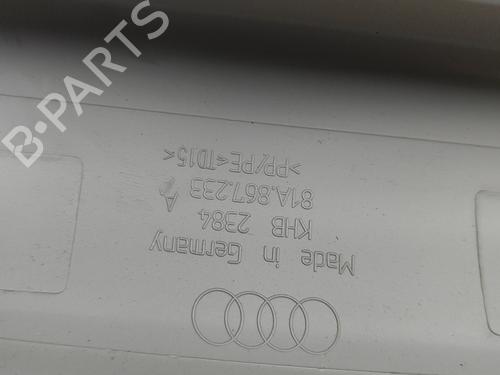 >PP/PE<TD15<
81A.867.233 A
KHB 2384
Made in Germany
B-PARTS